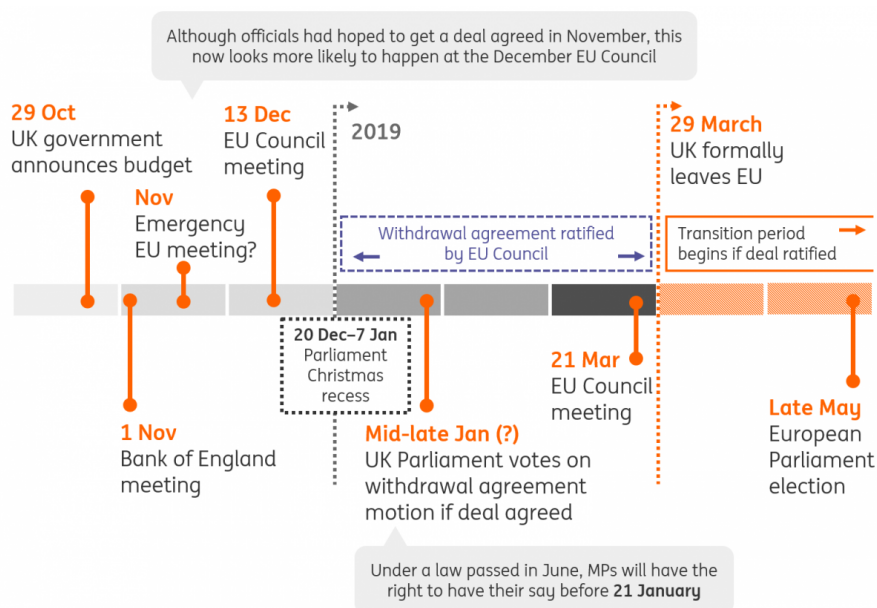 Although officials had hoped to get a deal agreed in November, this
now looks more likely to happen at the December EU Council
29 Oct
UK government
announces budget
Nov
Emergency
EU meeting?
13 Dec
EU Council
meeting
2019
29 March
UK formally
leaves EU
Withdrawal agreement ratified
by EU Council
Transition period
begins if deal ratified
20 Dec–7 Jan
Parliament
Christmas
recess
1 Nov
Bank of England
meeting
Mid-late Jan (?)
UK Parliament votes on
withdrawal agreement
motion if deal agreed
21 Mar
EU Council
meeting
Late May
European
Parliament
election
Under a law passed in June, MPs will have the
right to have their say before 21 January